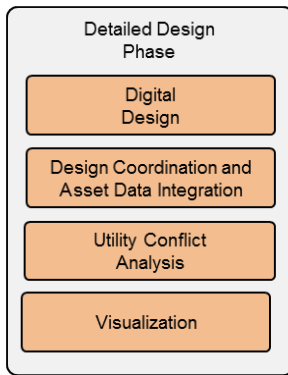 Detailed Design
Phase
Digital
Design
Design Coordination and
Asset Data Integration
Utility Conflict
Analysis
Visualization